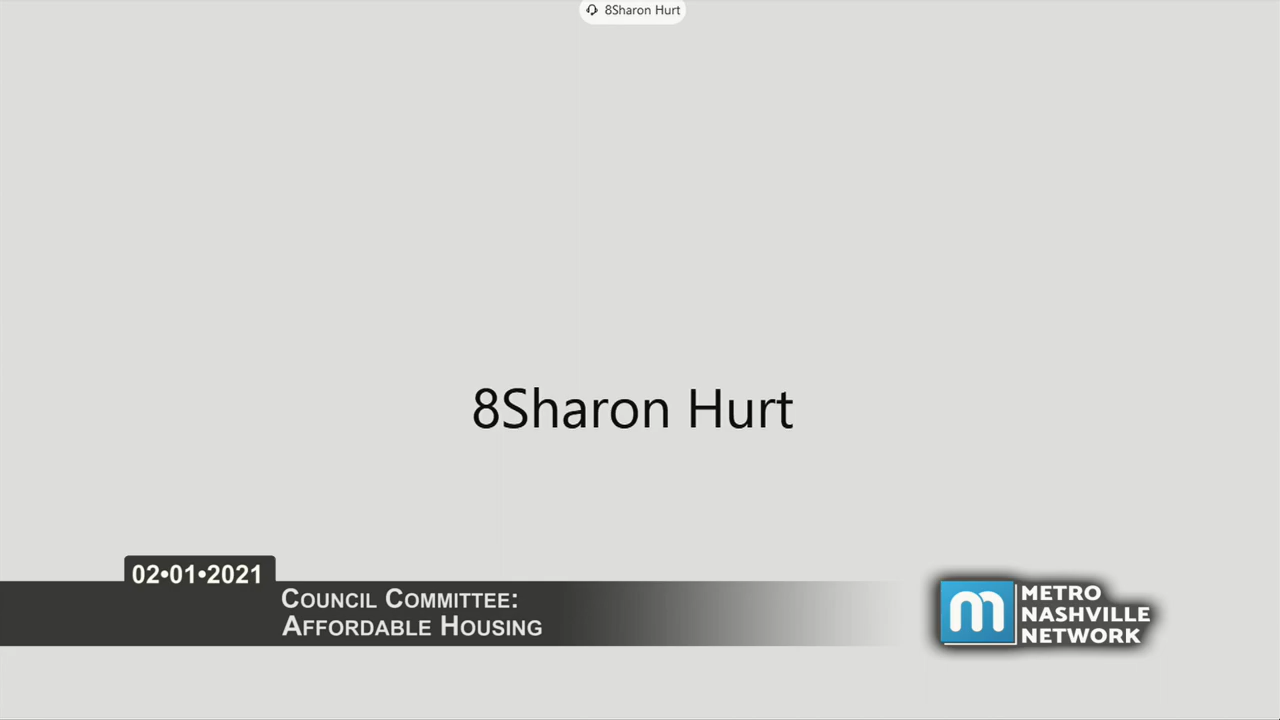 8Sharon Hurt
8Sharon Hurt
02•01•2021
Council Committee:
Affordable Housing
m
METRO
NASHVILLE
NETWORK